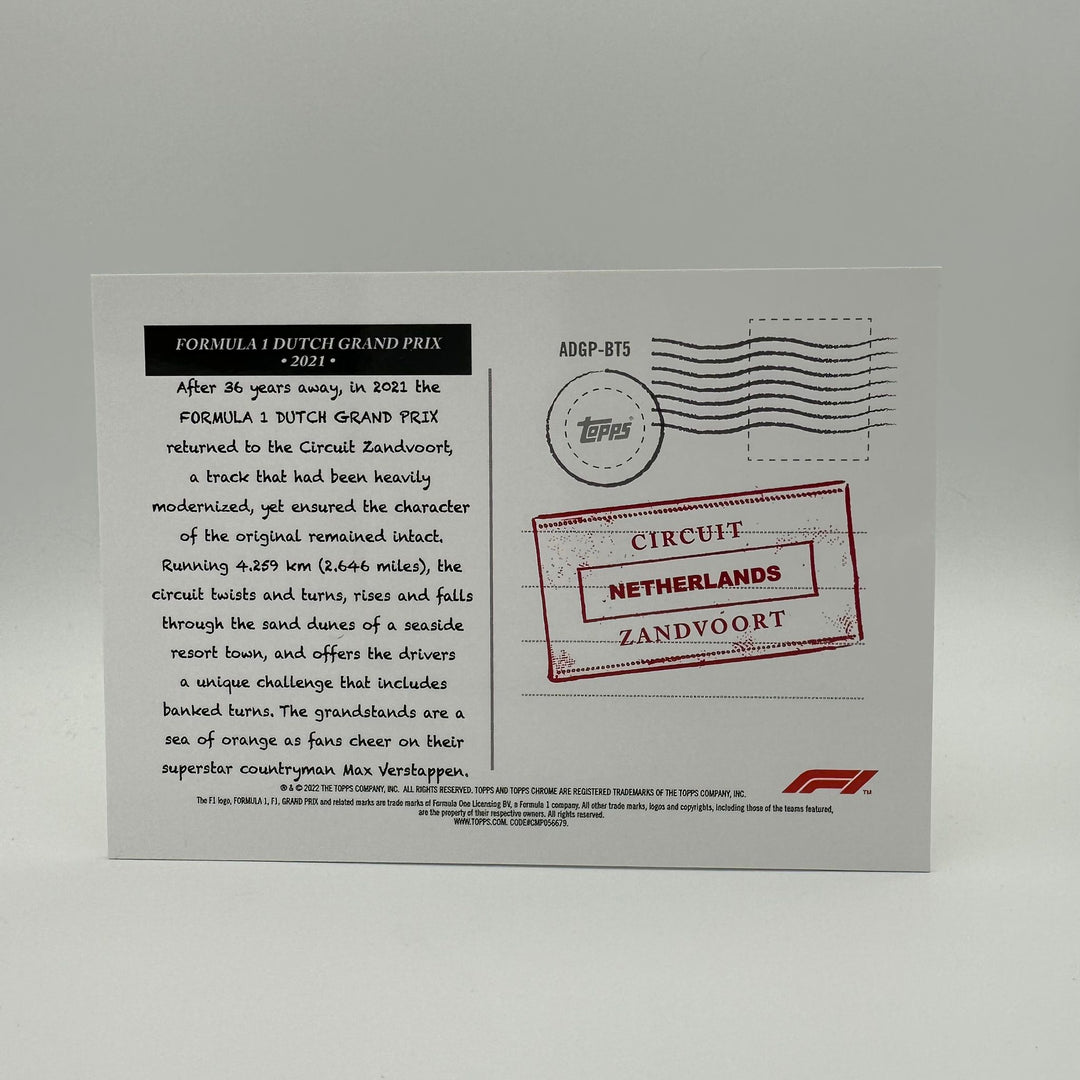 FORMULA 1 DUTCH GRAND PRIX
• 2021 •
After 36 years away, in 2021 the
FORMULA 1 DUTCH GRAND PRIX
returned to the Circuit Zandvoort,
a track that had been heavily
modernized, yet ensured the character
of the original remained intact.
Running 4.259 km (2.646 miles), the
circuit twists and turns, rises and falls
through the sand dunes of a seaside
resort town, and offers the drivers
a unique challenge that includes
banked turns. The grandstands are a
sea of orange as fans cheer on their
superstar countryman Max Verstappen.
ADGP-BT5
topps®
CIRCUIT
NETHERLANDS
ZANDVOORT
F1™
® & © 2022 THE TOPPS COMPANY, INC. ALL RIGHTS RESERVED. TOPPS AND TOPPS CHROME ARE REGISTERED TRADEMARKS OF THE TOPPS COMPANY, INC.
The F1 logo, FORMULA 1, F1, GRAND PRIX and related marks are trade marks of Formula One Licensing BV, a Formula 1 company. All other trade marks, logos and copyrights, including those of the teams featured,
are the property of their respective owners. All rights reserved.
WWW.TOPPS.COM. CODE#CMP056679.